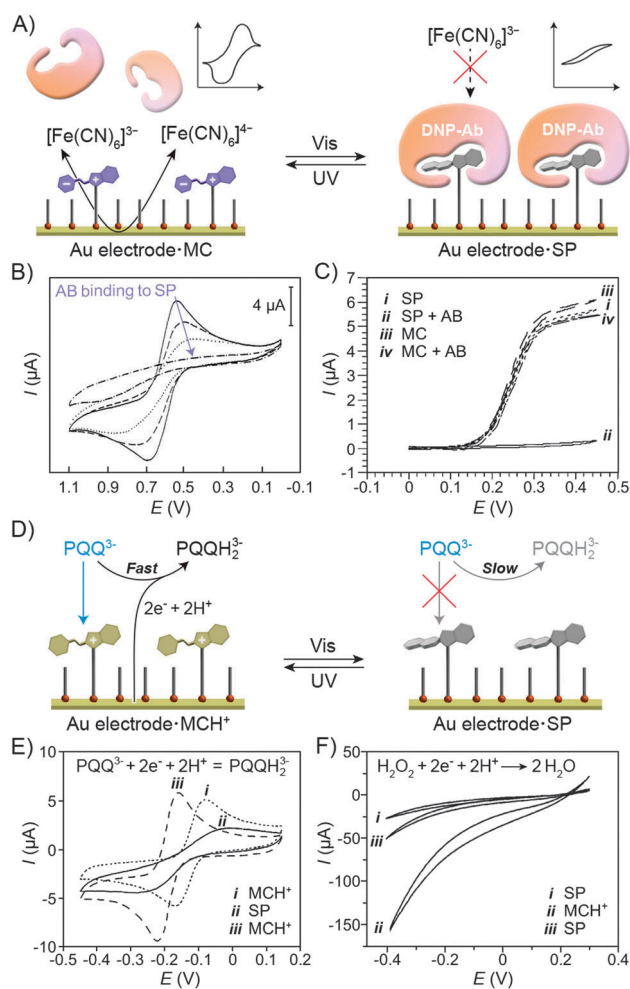 A)
[Fe(CN)₆]³⁻
[Fe(CN)₆]³⁻ [Fe(CN)₆]⁴⁻
DNP-Ab DNP-Ab
Vis
UV
− + − +
Au electrode·MC
Au electrode·SP
B)
AB binding to SP
4 µA
I (µA)
1.1 0.9 0.7 0.5 0.3 0.1 -0.1
E (V)
C)
i SP
ii SP + AB
iii MC
iv MC + AB
iii
i
iv
ii
I (µA)
7
6
5
4
3
2
1
0
-1
-0.1 0 0.1 0.2 0.3 0.4 0.5
E (V)
D)
PQQ³⁻ PQQH₂³⁻
Fast
2e⁻ + 2H⁺
+ +
Au electrode·MCH⁺
Vis
UV
PQQ³⁻ PQQH₂³⁻
Slow
Au electrode·SP
E)
PQQ³⁻ + 2e⁻ + 2H⁺ = PQQH₂³⁻
iii i
ii
i MCH⁺
ii SP
iii MCH⁺
I (µA)
10
5
0
-5
-10
-0.5 -0.4 -0.3 -0.2 -0.1 0 0.1 0.2
E (V)
F)
H₂O₂ + 2e⁻ + 2H⁺ → 2 H₂O
i
iii
ii
i SP
ii MCH⁺
iii SP
I (µA)
50
0
-50
-100
-150
-0.4 -0.2 0 0.2 0.4
E (V)